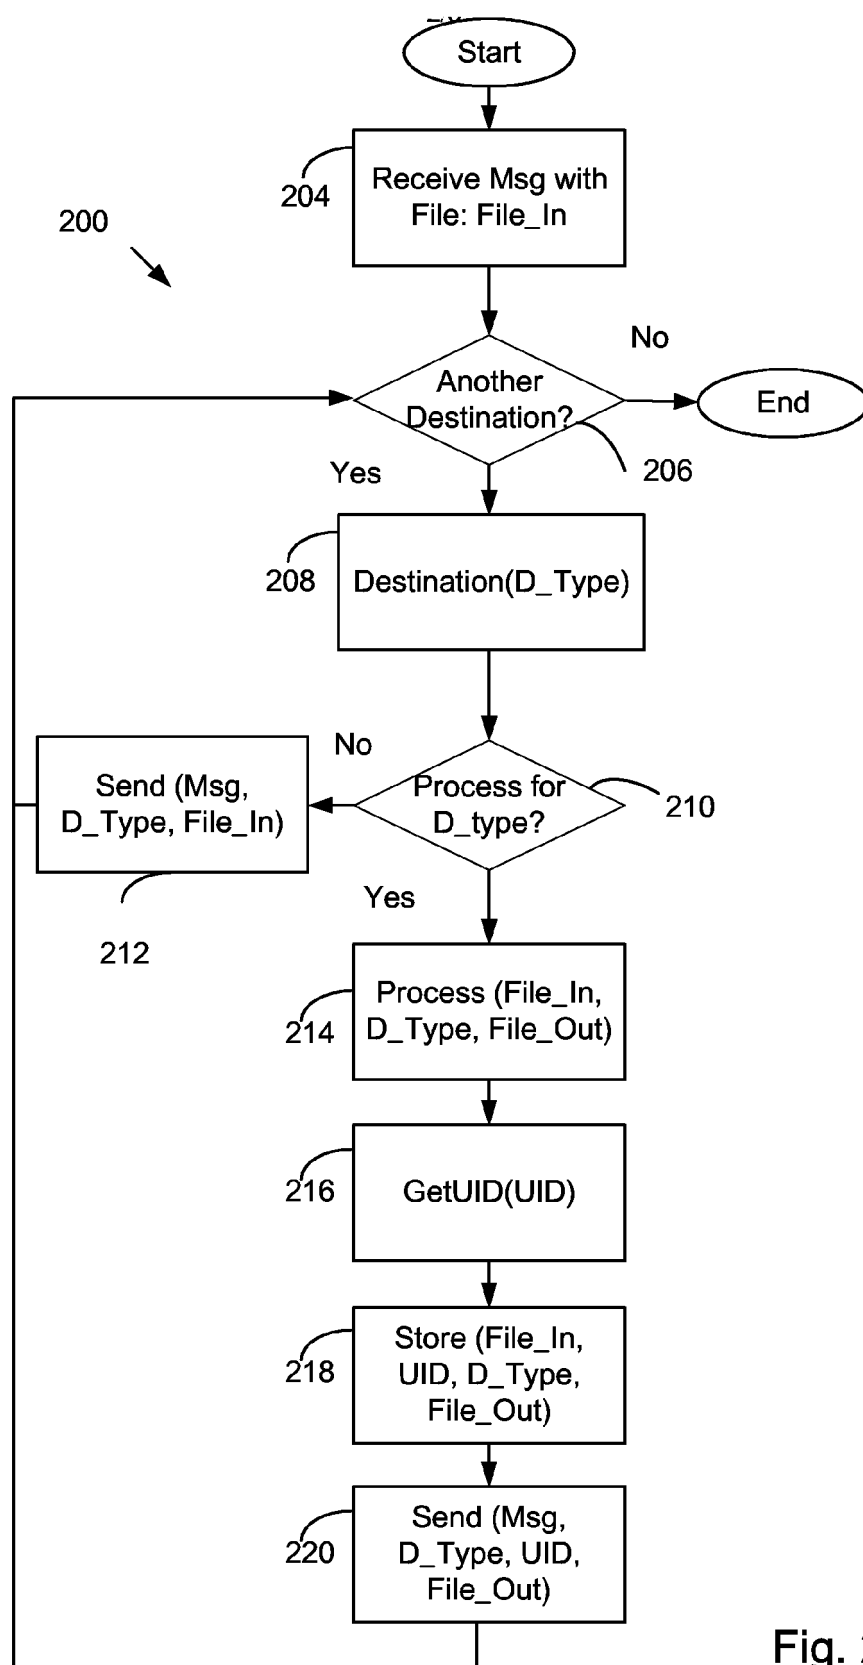 Start
204
Receive Msg with
File: File_In
200
No
Another
Destination?
End
206
Yes
208
Destination(D_Type)
No
Send (Msg,
D_Type, File_In)
Process for
D_type?
210
212
Yes
214
Process (File_In,
D_Type, File_Out)
216
GetUID(UID)
218
Store (File_In,
UID, D_Type,
File_Out)
220
Send (Msg,
D_Type, UID,
File_Out)
Fig.